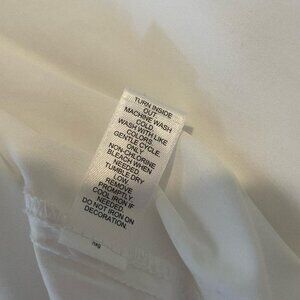 TURN INSIDE
OUT.
MACHINE WASH
COLD.
WASH WITH LIKE
COLORS.
GENTLE CYCLE.
ONLY
NON-CHLORINE
BLEACH WHEN
NEEDED
TUMBLE DRY
LOW.
REMOVE
PROMPTLY.
COOL IRON IF
NEEDED.
DO NOT IRON ON
DECORATION.